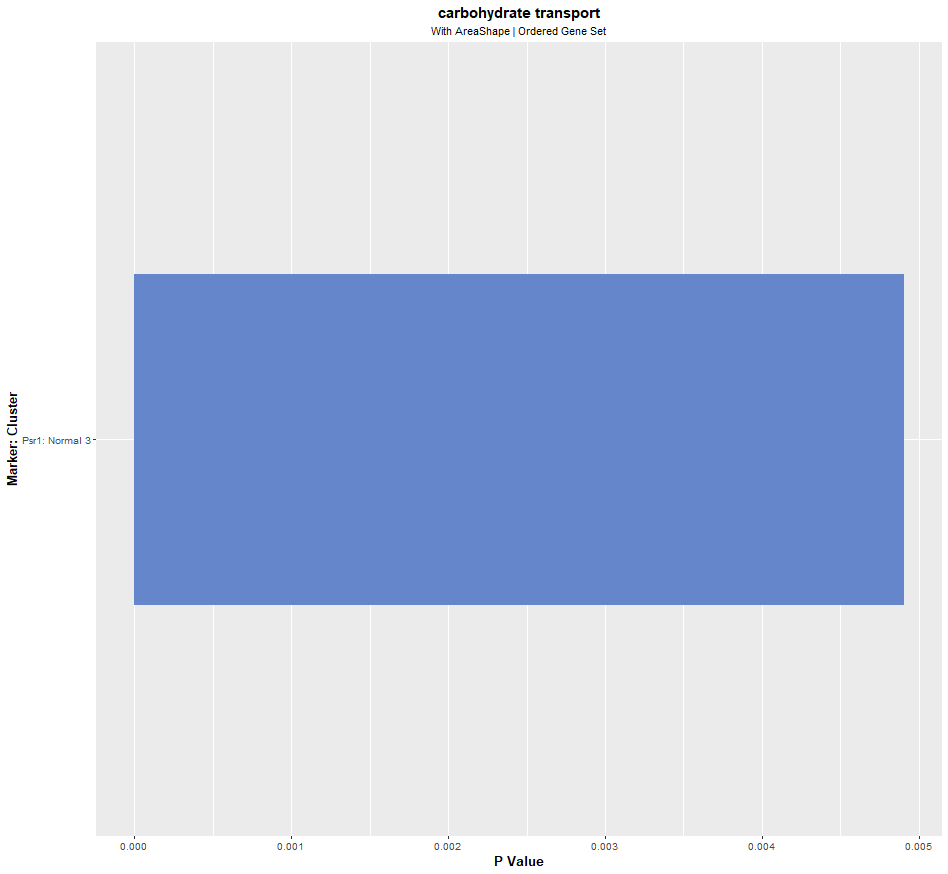 carbohydrate transport
With AreaShape | Ordered Gene Set
Marker: Cluster
Psr1: Normal 3
0.000 0.001 0.002 0.003 0.004 0.005
P Value